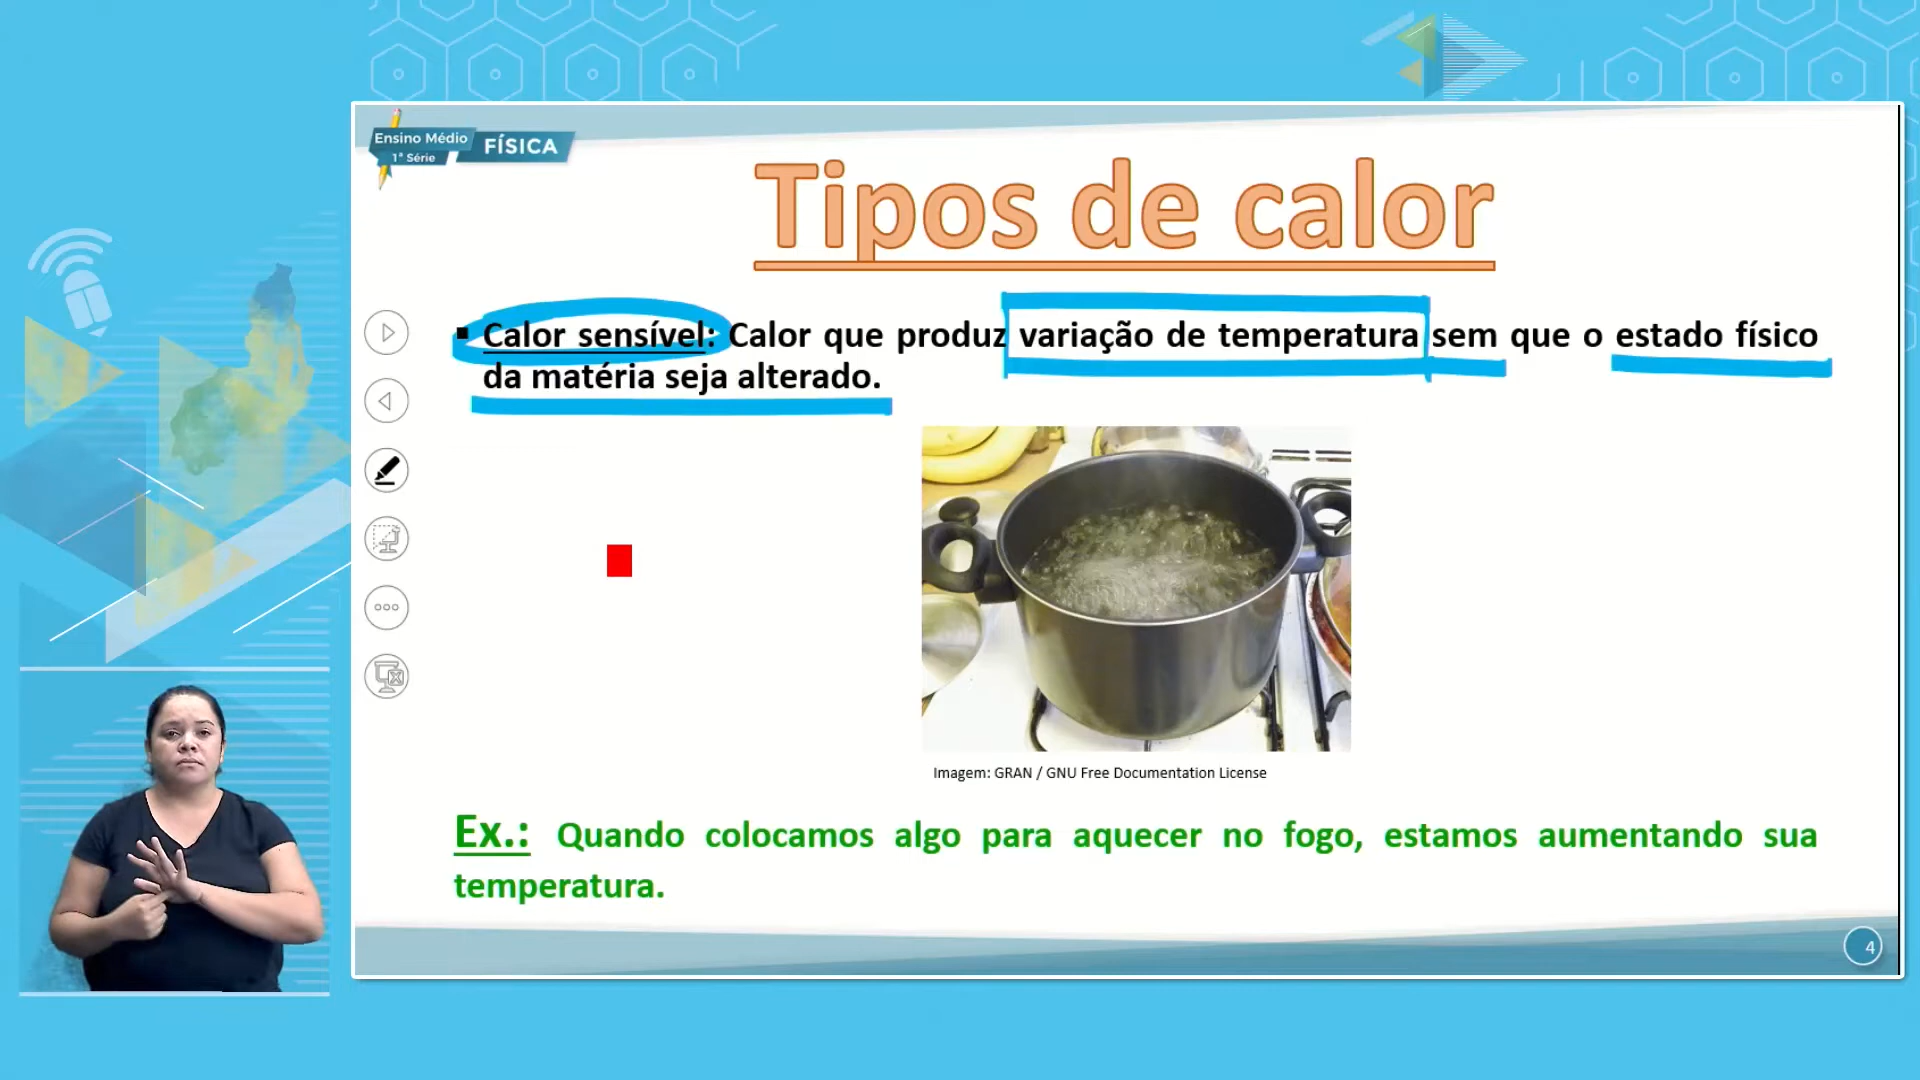 Ensino Médio
1ª Série
FÍSICA
Tipos de calor
▪ Calor sensível: Calor que produz variação de temperatura sem que o estado físico
da matéria seja alterado.
Imagem: GRAN / GNU Free Documentation License
Ex.: Quando colocamos algo para aquecer no fogo, estamos aumentando sua
temperatura.
4